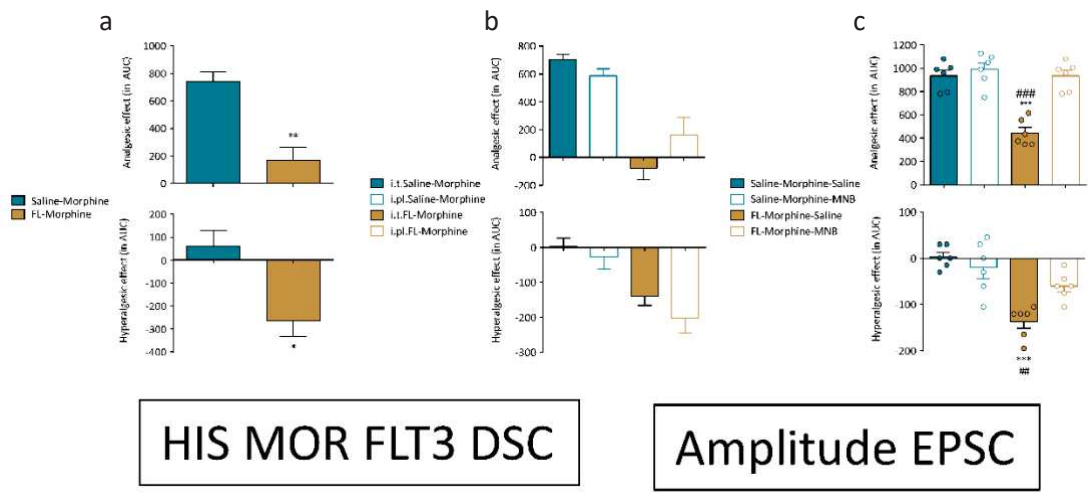 a
b
c
Analgesic effect (in AUC)
1000
800
600
400
200
0
**
Saline-Morphine
FL-Morphine
Hyperalgesic effect (in AUC)
200
100
0
-100
-200
-300
-400
*
Analgesic effect (in AUC)
800
600
400
200
0
-200
i.t.Saline-Morphine
i.pl.Saline-Morphine
i.t.FL-Morphine
i.pl.FL-Morphine
Hyperalgesic effect (in AUC)
100
0
-100
-200
-300
Analgesic effect (in AUC)
1200
1000
800
600
400
200
0
###
***
Saline-Morphine-Saline
Saline-Morphine-MNB
FL-Morphine-Saline
FL-Morphine-MNB
Hyperalgesic effect (in AUC)
100
0
-100
200
***
##
HIS MOR FLT3 DSC
Amplitude EPSC